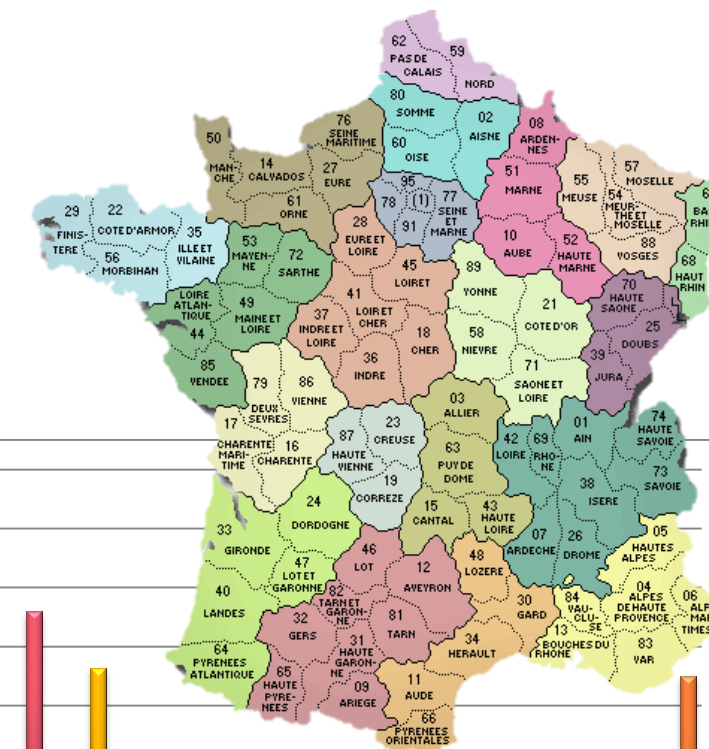 62
PAS DE
CALAIS
59
NORD
80
SOMME
02
AISNE
60
OISE
08
ARDEN-
NES
50
MAN-
CHE
14
CALVADOS
76
SEINE
MARITIME
27
EURE
61
ORNE
95
(1)
78
91
77
SEINE
ET
MARNE
51
MARNE
10
AUBE
52
HAUTE
MARNE
55
MEUSE
57
MOSELLE
54
MEUR-
THE ET
MOSELLE
88
VOSGES
68
HAUT
RHIN
29
FINIS-
TERE
22
COTE D'ARMOR
35
ILLE ET
VILAINE
56
MORBIHAN
53
MAYEN-
NE
72
SARTHE
LOIRE
ATLAN-
TIQUE
44
49
MAINE ET
LOIRE
85
VENDEE
28
EURE ET
LOIRE
45
LOIRET
41
LOIR ET
CHER
37
INDRE ET
LOIRE
18
CHER
36
INDRE
89
YONNE
21
COTE D'OR
58
NIEVRE
71
SAONE ET
LOIRE
70
HAUTE
SAONE
25
DOUBS
39
JURA
79
DEUX
SEVRES
86
VIENNE
17
CHARENTE
MARI-
TIME
16
CHARENTE
87
HAUTE
VIENNE
23
CREUSE
19
CORREZE
03
ALLIER
63
PUY DE
DOME
15
CANTAL
43
HAUTE
LOIRE
42
LOIRE
69
RHO-
NE
01
AIN
74
HAUTE
SAVOIE
73
SAVOIE
38
ISERE
07
ARDECHE
26
DROME
24
DORDOGNE
33
GIRONDE
47
LOT ET
GARONNE
40
LANDES
64
PYRENEES
ATLANTIQUE
46
LOT
12
AVEYRON
82
TARN ET
GARON-
NE
32
GERS
81
TARN
31
HAUTE
GARON-
NE
65
HAUTE
PYRE-
NEES
09
ARIEGE
48
LOZERE
30
GARD
34
HERAULT
11
AUDE
66
PYRENEES
ORIENTALES
05
HAUTES
ALPES
04
ALPES
DE HAUTE
PROVENCE
06
ALP
MAR
TIMES
84
VAU-
CLU-
SE
13
BOUCHES DU
RHONE
83
VAR